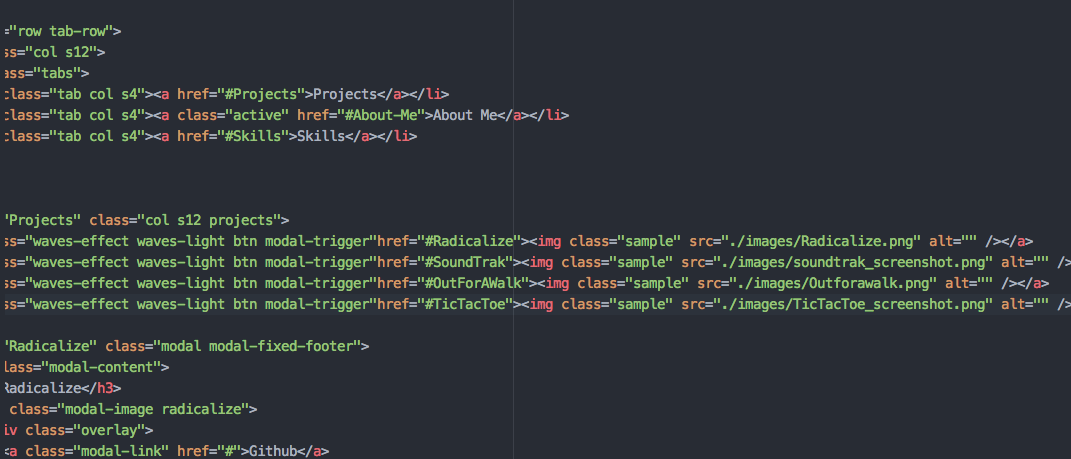 ="row tab-row">
ss="col s12">
ass="tabs">
class="tab col s4"><a href="#Projects">Projects</a></li>
class="tab col s4"><a class="active" href="#About-Me">About Me</a></li>
class="tab col s4"><a href="#Skills">Skills</a></li>
"Projects" class="col s12 projects">
ss="waves-effect waves-light btn modal-trigger"href="#Radicalize"><img class="sample" src="./images/Radicalize.png" alt="" /></a>
ss="waves-effect waves-light btn modal-trigger"href="#SoundTrak"><img class="sample" src="./images/soundtrak_screenshot.png" alt="" />
ss="waves-effect waves-light btn modal-trigger"href="#OutForAWalk"><img class="sample" src="./images/Outforawalk.png" alt="" /></a>
ss="waves-effect waves-light btn modal-trigger"href="#TicTacToe"><img class="sample" src="./images/TicTacToe_screenshot.png" alt="" />
"Radicalize" class="modal modal-fixed-footer">
lass="modal-content">
Radicalize</h3>
class="modal-image radicalize">
iv class="overlay">
<a class="modal-link" href="#">Github</a>